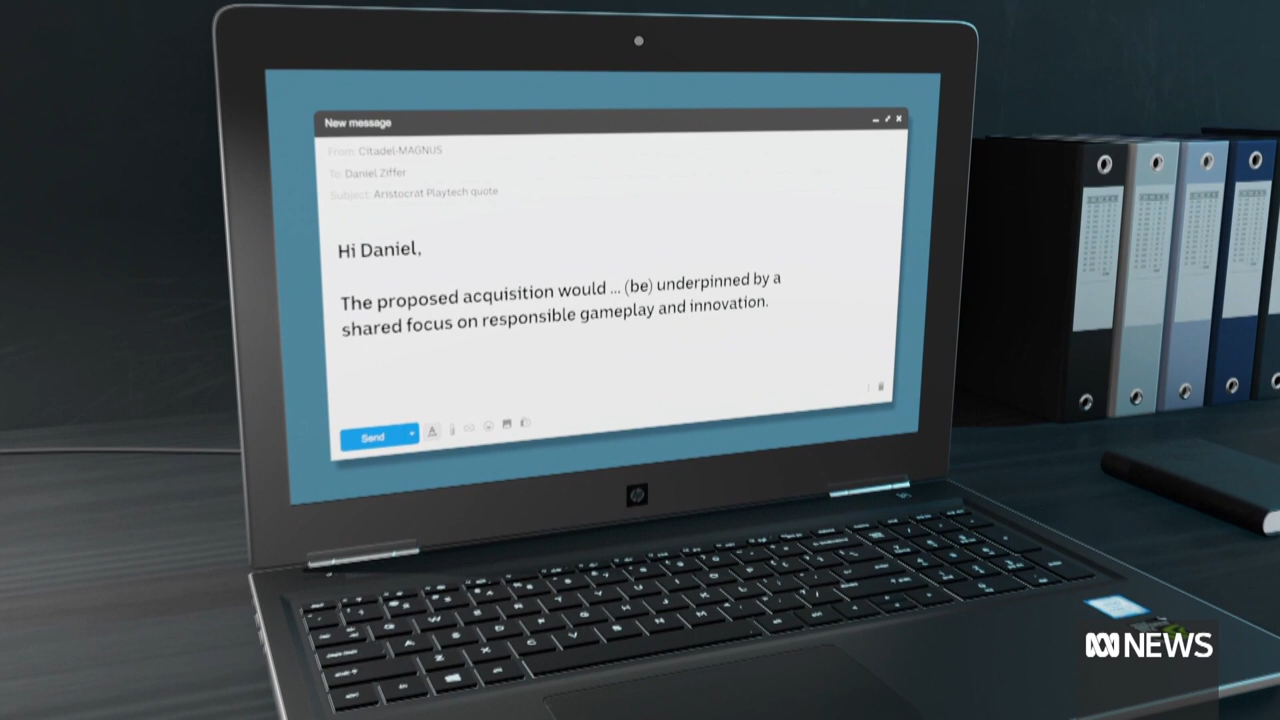 New message
From: Citadel-MAGNUS
To: Daniel Ziffer
Subject: Aristocrat Playtech quote
Hi Daniel,
The proposed acquisition would ... (be) underpinned by a
shared focus on responsible gameplay and innovation.
Send
hp
NEWS